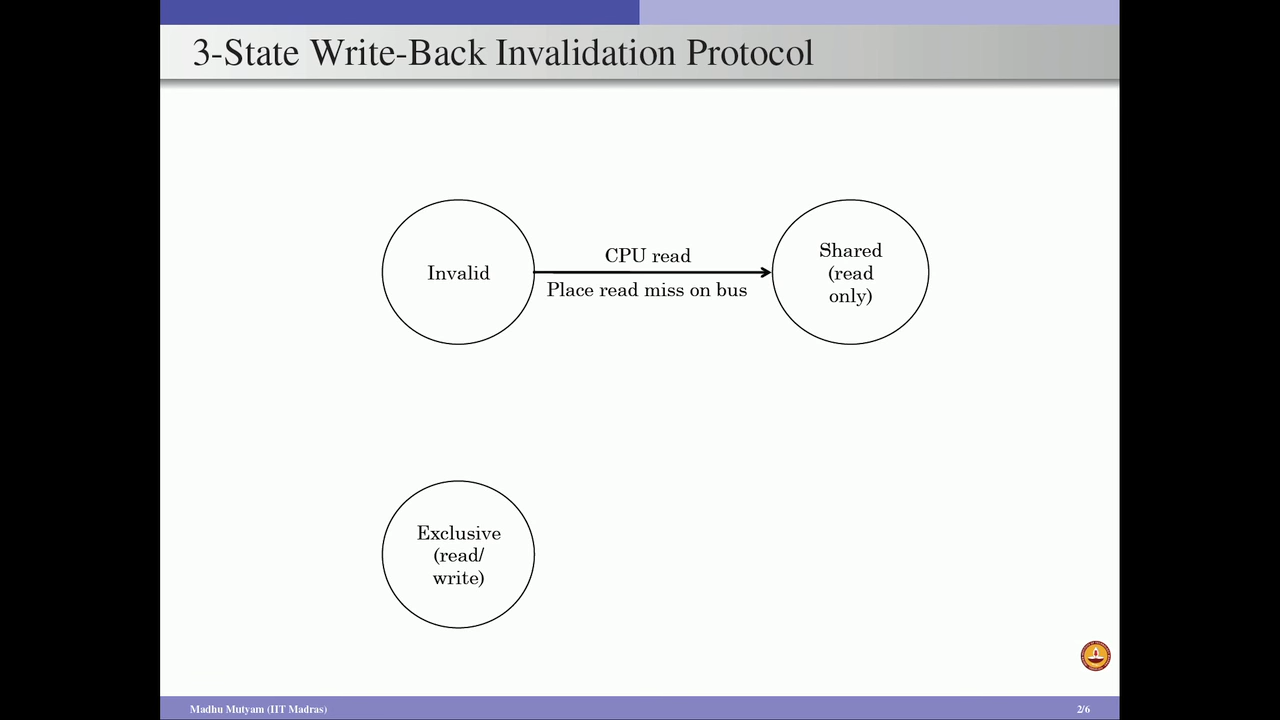 3-State Write-Back Invalidation Protocol
Invalid
CPU read
Place read miss on bus
Shared
(read
only)
Exclusive
(read/
write)
Madhu Mutyam (IIT Madras)
2/6